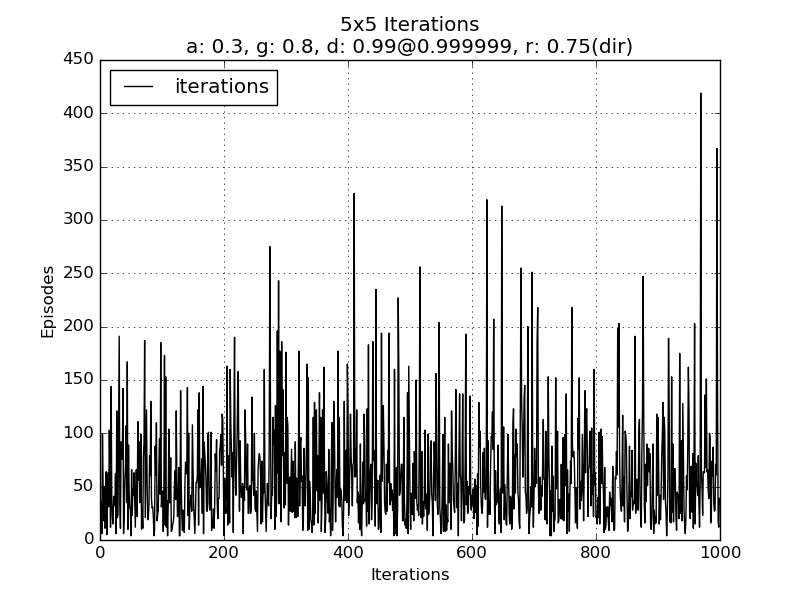 5x5 Iterations
a: 0.3, g: 0.8, d: 0.99@0.999999, r: 0.75(dir)
450
400
350
300
250
200
150
100
50
0
iterations
Episodes
0 200 400 600 800 1000
Iterations